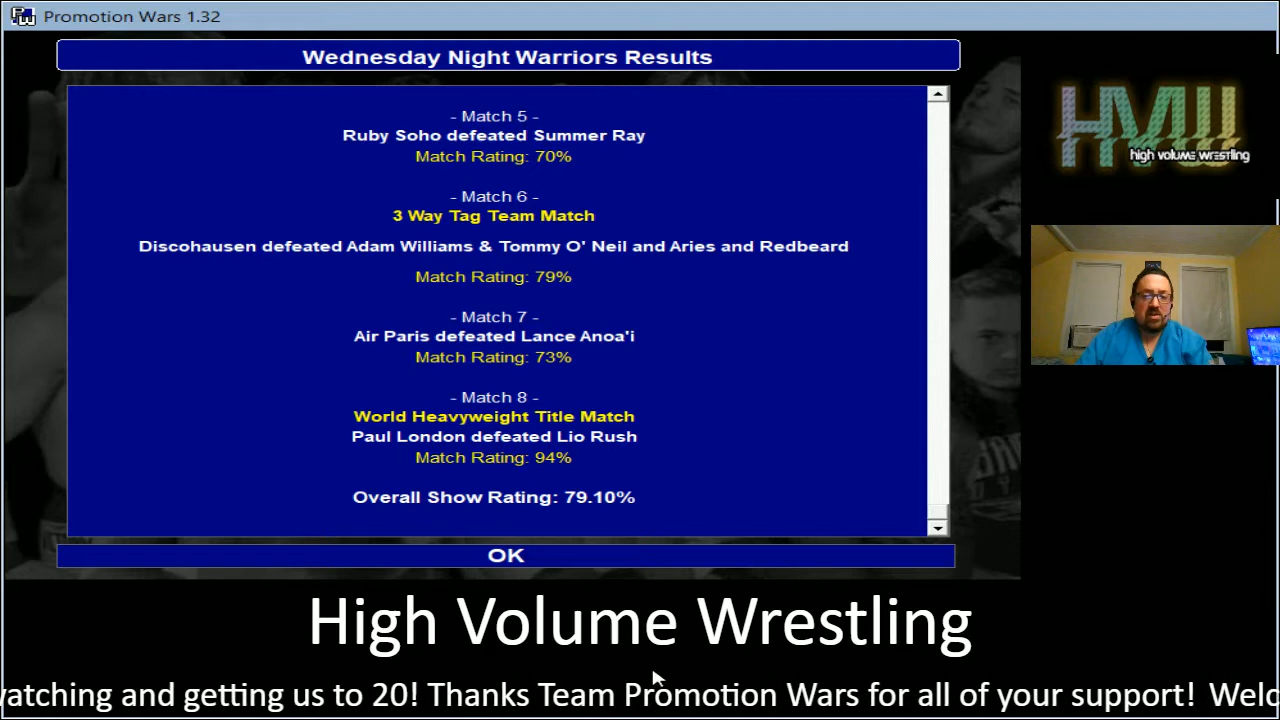 Promotion Wars 1.32
Wednesday Night Warriors Results
- Match 5 -
Ruby Soho defeated Summer Ray
Match Rating: 70%
- Match 6 -
3 Way Tag Team Match
Discohausen defeated Adam Williams & Tommy O' Neil and Aries and Redbeard
Match Rating: 79%
- Match 7 -
Air Paris defeated Lance Anoa'i
Match Rating: 73%
- Match 8 -
World Heavyweight Title Match
Paul London defeated Lio Rush
Match Rating: 94%
Overall Show Rating: 79.10%
OK
HVW
high volume wrestling
High Volume Wrestling
watching and getting us to 20! Thanks Team Promotion Wars for all of your support! Welc